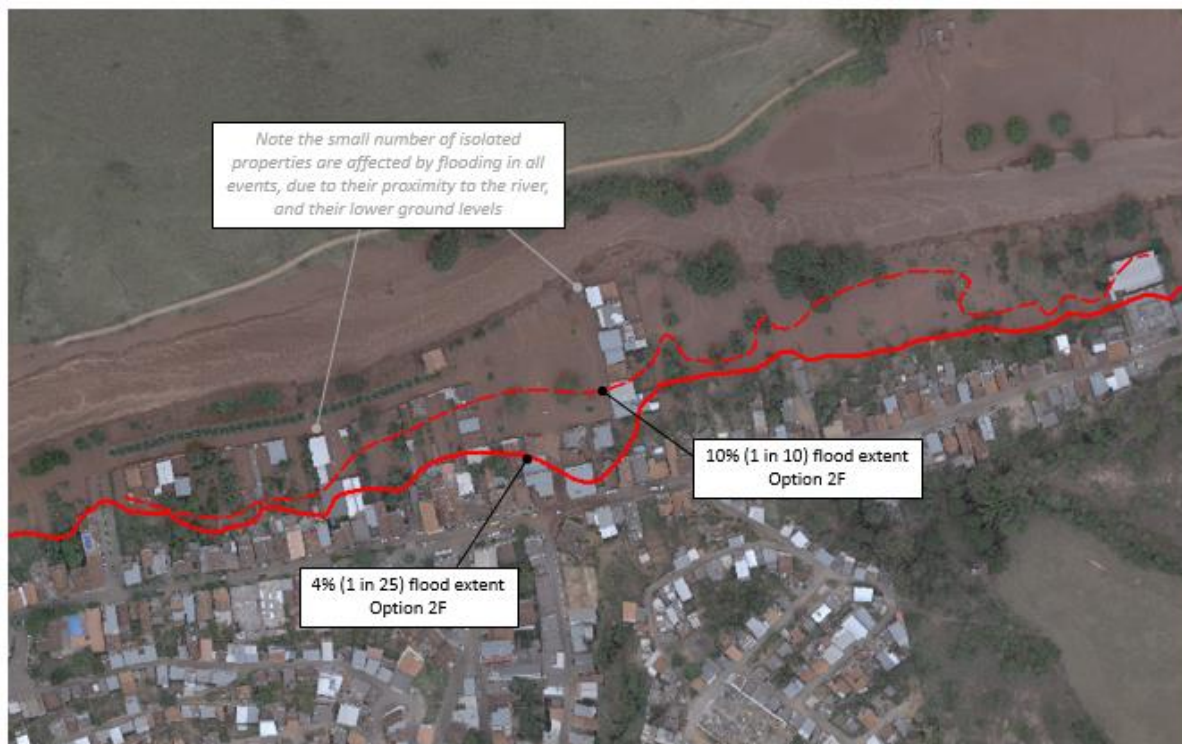 Note the small number of isolated
properties are affected by flooding in all
events, due to their proximity to the river,
and their lower ground levels
10% (1 in 10) flood extent
Option 2F
4% (1 in 25) flood extent
Option 2F